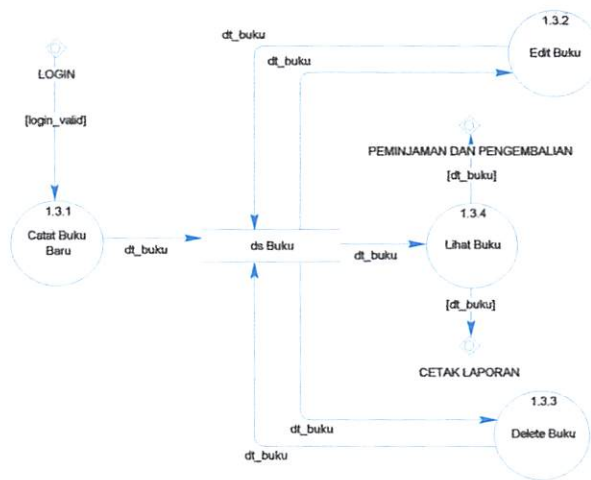 1.3.2
Edit Buku
dt_buku
dt_buku
LOGIN
[login_valid]
PEMINJAMAN DAN PENGEMBALIAN
[dt_buku]
1.3.1
Catat Buku
Baru
dt_buku
ds Buku
dt_buku
1.3.4
Lihat Buku
[dt_buku]
CETAK LAPORAN
1.3.3
Delete Buku
dt_buku
dt_buku